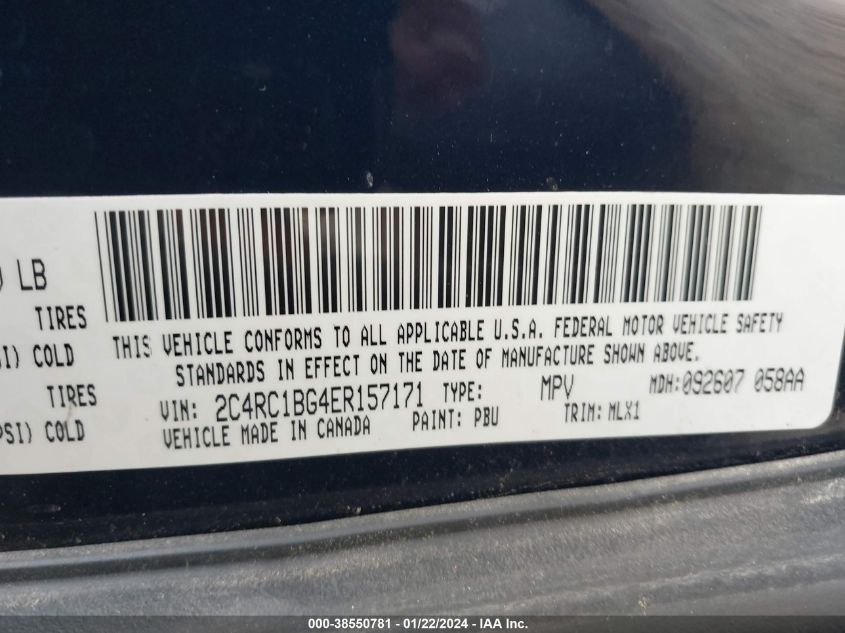 LB
TIRES
COLD
TIRES
PSI) COLD
THIS VEHICLE CONFORMS TO ALL APPLICABLE U.S.A. FEDERAL MOTOR VEHICLE SAFETY
STANDARDS IN EFFECT ON THE DATE OF MANUFACTURE SHOWN ABOVE.
VIN: 2C4RC1BG4ER157171 TYPE: MPV MDH:092607 058AA
VEHICLE MADE IN CANADA PAINT: PBU TRIM: MLX1
000-38550781 - 01/22/2024 - IAA Inc.